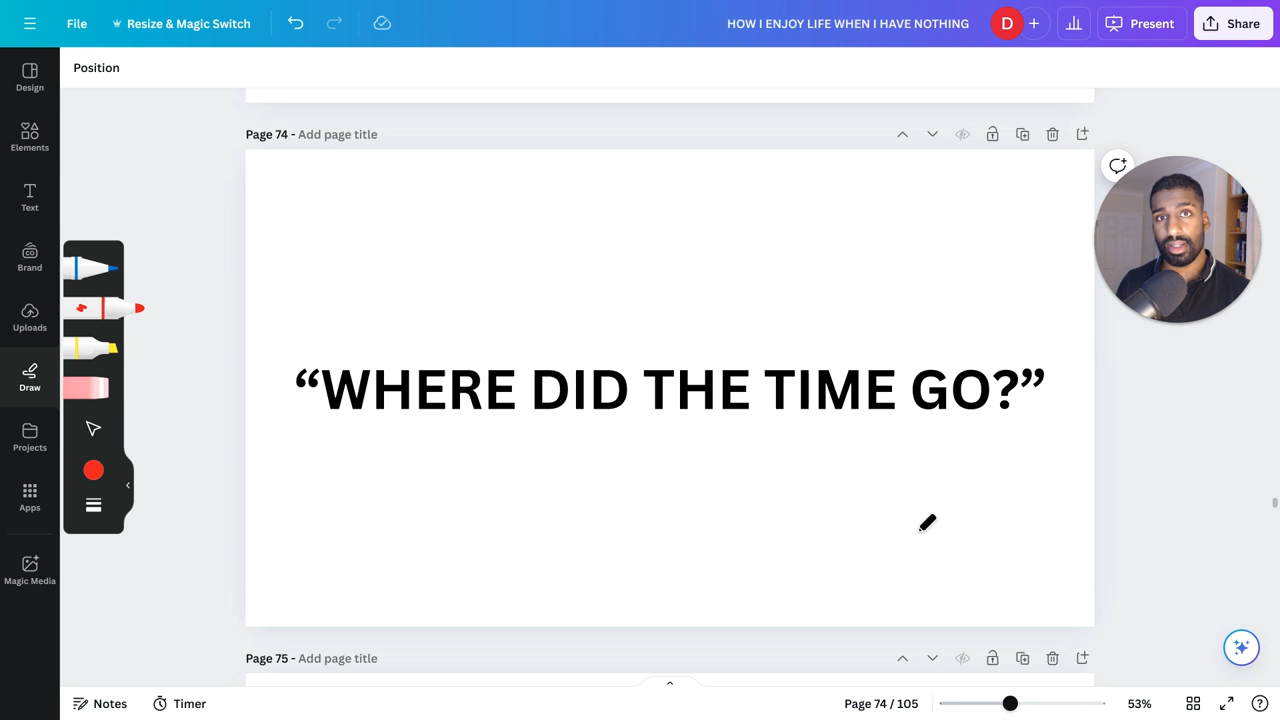 File
Resize & Magic Switch
HOW I ENJOY LIFE WHEN I HAVE NOTHING
D
Present
Share
Position
Design
Elements
Text
Brand
Uploads
Draw
Projects
Apps
Magic Media
Page 74 - Add page title
“WHERE DID THE TIME GO?”
Page 75 - Add page title
Notes
Timer
Page 74 / 105
53%